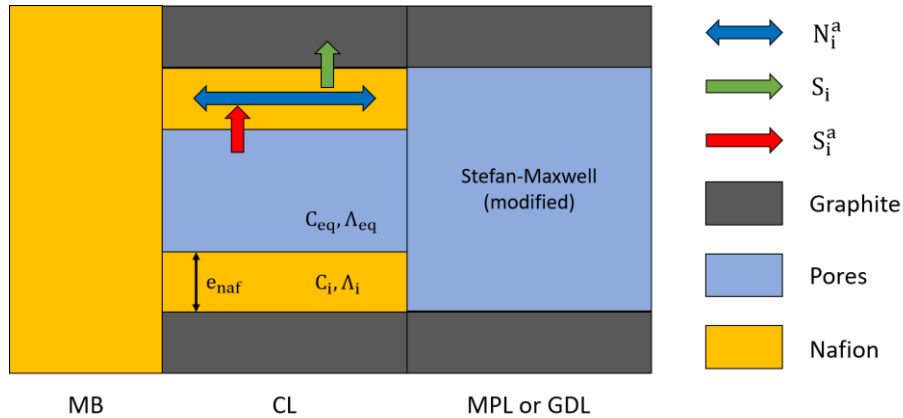 Stefan-Maxwell
(modified)
C_eq, Λ_eq
e_naf
C_i, Λ_i
MB
CL
MPL or GDL
N_i^a
S_i
S_i^a
Graphite
Pores
Nafion